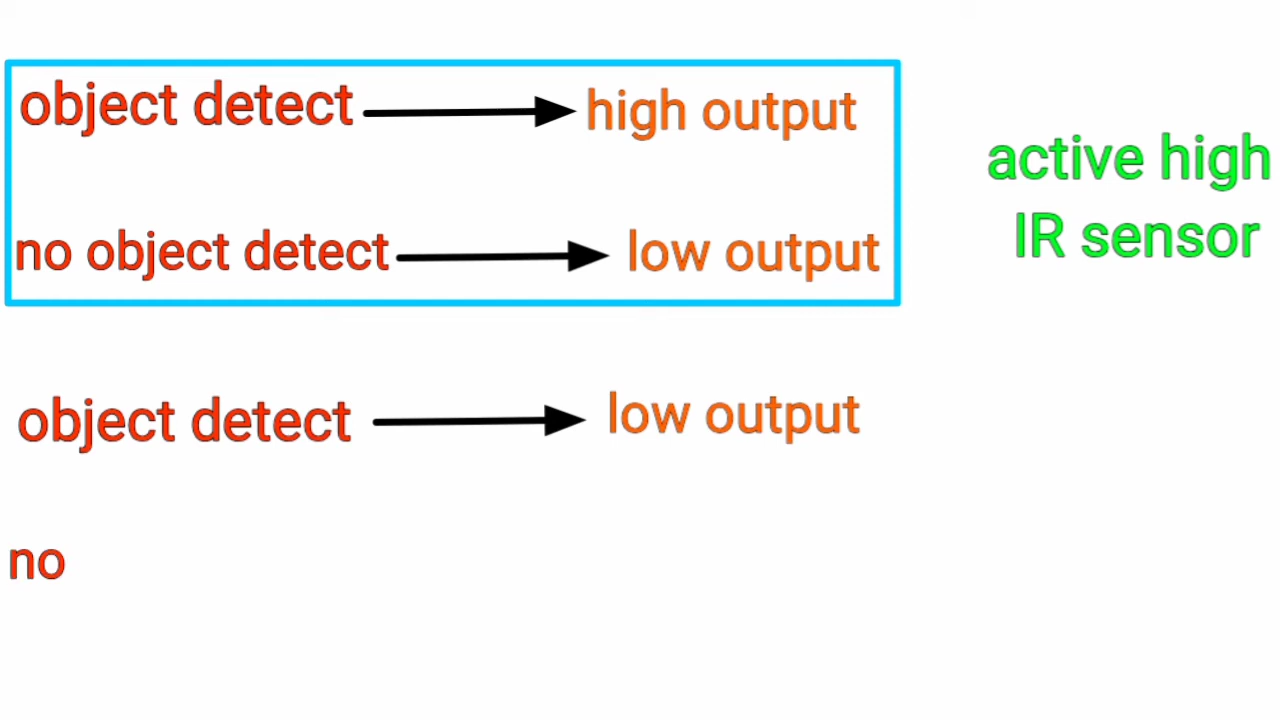 object detect high output
active high
IR sensor
no object detect low output
object detect low output
no